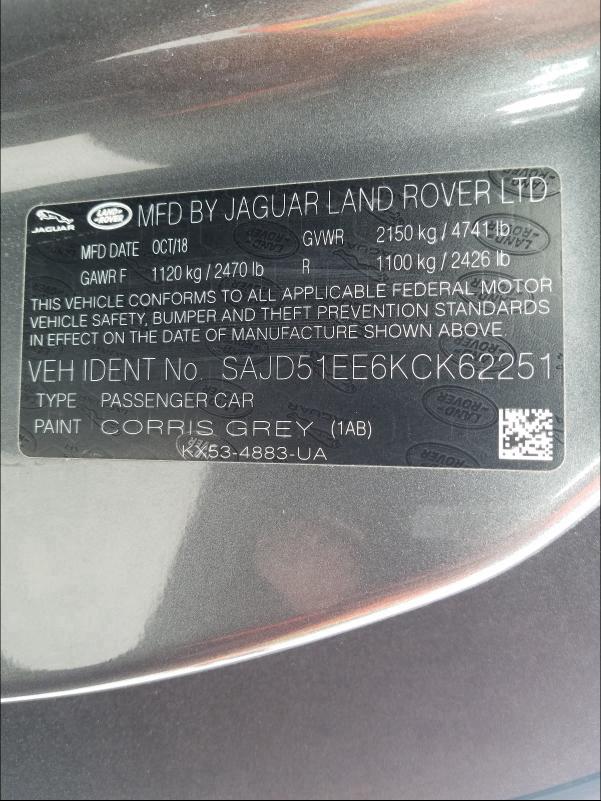 JAGUAR LAND ROVER MFD BY JAGUAR LAND ROVER LTD
MFD DATE OCT/18 GVWR 2150 kg / 4741 lb
GAWR F 1120 kg / 2470 lb R 1100 kg / 2426 lb
THIS VEHICLE CONFORMS TO ALL APPLICABLE FEDERAL MOTOR
VEHICLE SAFETY, BUMPER AND THEFT PREVENTION STANDARDS
IN EFFECT ON THE DATE OF MANUFACTURE SHOWN ABOVE.
VEH IDENT No. SAJD51EE6KCK62251
TYPE PASSENGER CAR
PAINT CORRIS GREY (1AB)
KX53-4883-UA